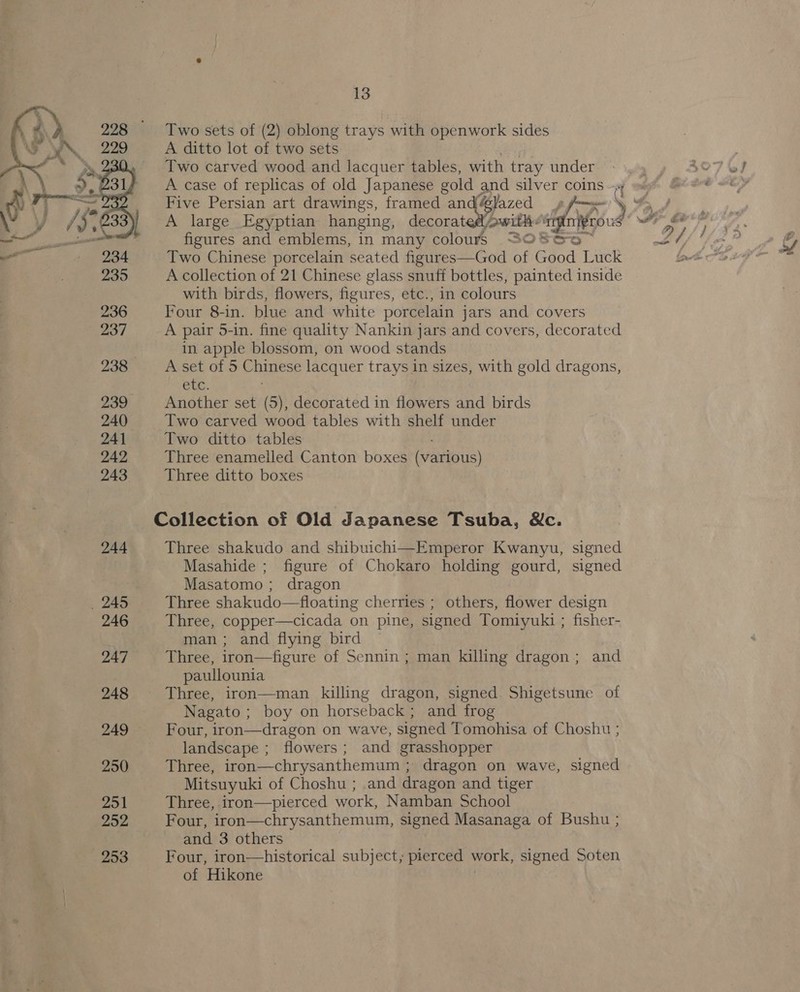 13
228 Two sets of (2) oblong trays with openwork sides
229 A ditto lot of two sets
230 Two carved wood and lacquer tables, with tray under
231 A case of replicas of old Japanese gold and silver coins
232 Five Persian art drawings, framed and glazed
233 A large Egyptian hanging, decorated with numerous
figures and emblems, in many colours
234 Two Chinese porcelain seated figures—God of Good Luck
235 A collection of 21 Chinese glass snuff bottles, painted inside
with birds, flowers, figures, etc., in colours
236 Four 8-in. blue and white porcelain jars and covers
237 A pair 5-in. fine quality Nankin jars and covers, decorated
in apple blossom, on wood stands
238 A set of 5 Chinese lacquer trays in sizes, with gold dragons,
etc.
239 Another set (5), decorated in flowers and birds
240 Two carved wood tables with shelf under
241 Two ditto tables
242 Three enamelled Canton boxes (various)
243 Three ditto boxes
Collection of Old Japanese Tsuba, &c.
244 Three shakudo and shibuichi—Emperor Kwanyu, signed
Masahide ; figure of Chokaro holding gourd, signed
Masatomo ; dragon
245 Three shakudo—floating cherries ; others, flower design
246 Three, copper—cicada on pine, signed Tomiyuki ; fisher-
man ; and flying bird
247 Three, iron—figure of Sennin ; man killing dragon ; and
paullounia
248 Three, iron—man killing dragon, signed Shigetsune of
Nagato ; boy on horseback ; and frog
249 Four, iron—dragon on wave, signed Tomohisa of Choshu ;
landscape ; flowers ; and grasshopper
250 Three, iron—chrysanthemum ; dragon on wave, signed
Mitsuyuki of Choshu ; and dragon and tiger
251 Three, iron—pierced work, Namban School
252 Four, iron—chrysanthemum, signed Masanaga of Bushu ;
and 3 others
253 Four, iron—historical subject, pierced work, signed Soten
of Hikone